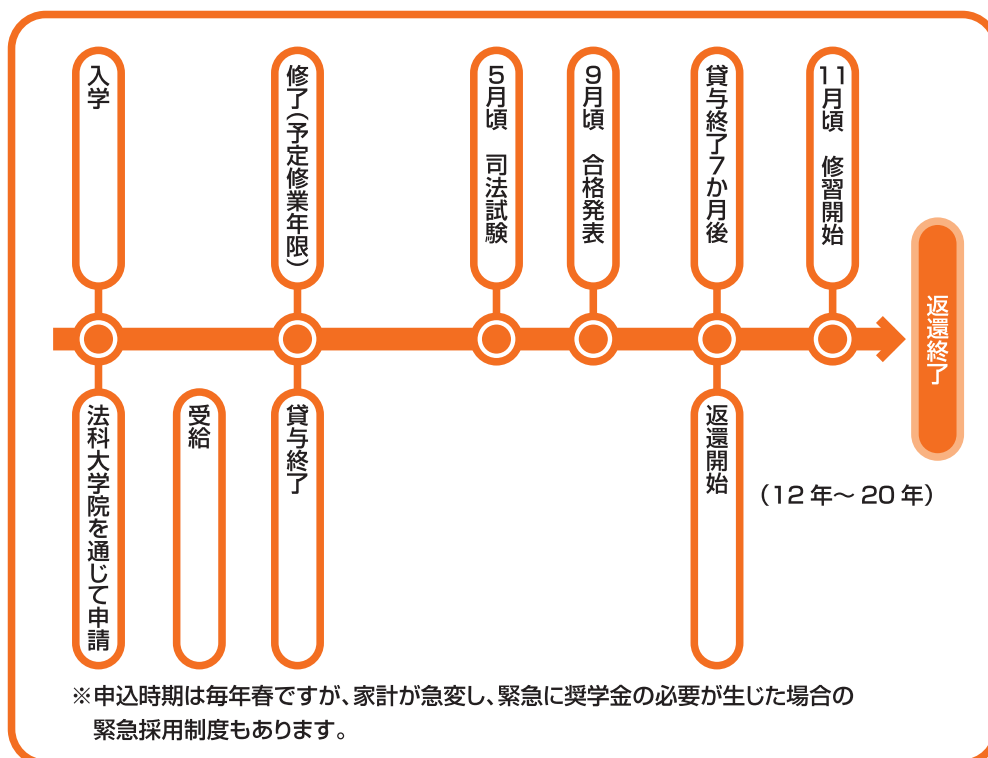 入学
修了(予定修業年限)
5月頃　司法試験
9月頃　合格発表
貸与終了7か月後
11月頃　修習開始
返還終了
法科大学院を通じて申請
受給
貸与終了
返還開始
（12年～20年）
※申込時期は毎年春ですが、家計が急変し、緊急に奨学金の必要が生じた場合の
緊急採用制度もあります。